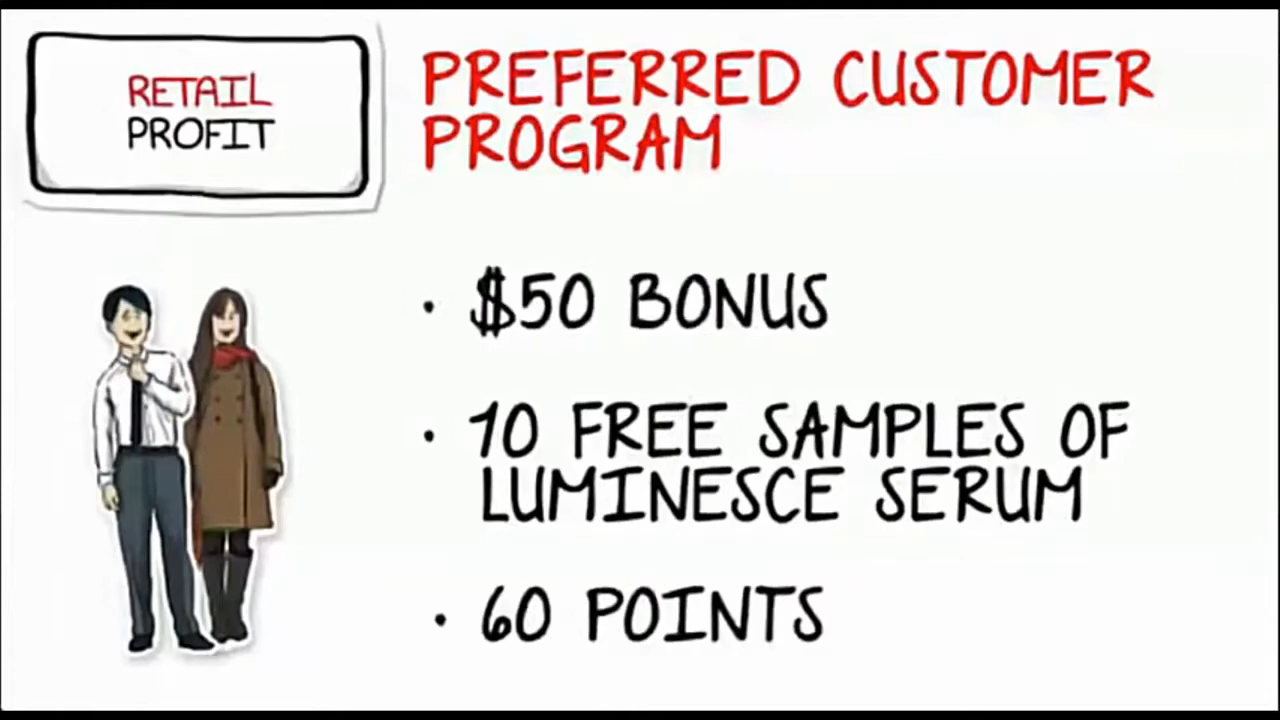 RETAIL
PROFIT
PREFERRED CUSTOMER
PROGRAM
· $50 BONUS
· 10 FREE SAMPLES OF
LUMINESCE SERUM
· 60 POINTS